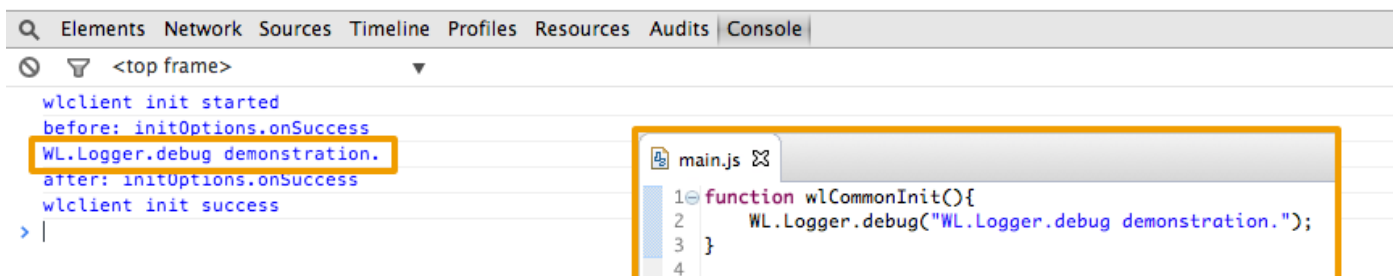 Elements Network Sources Timeline Profiles Resources Audits Console
<top frame>
wlclient init started
before: initOptions.onSuccess
WL.Logger.debug demonstration.
after: initOptions.onSuccess
wlclient init success
>
main.js
1 function wlCommonInit(){
2 WL.Logger.debug("WL.Logger.debug demonstration.");
3 }
4